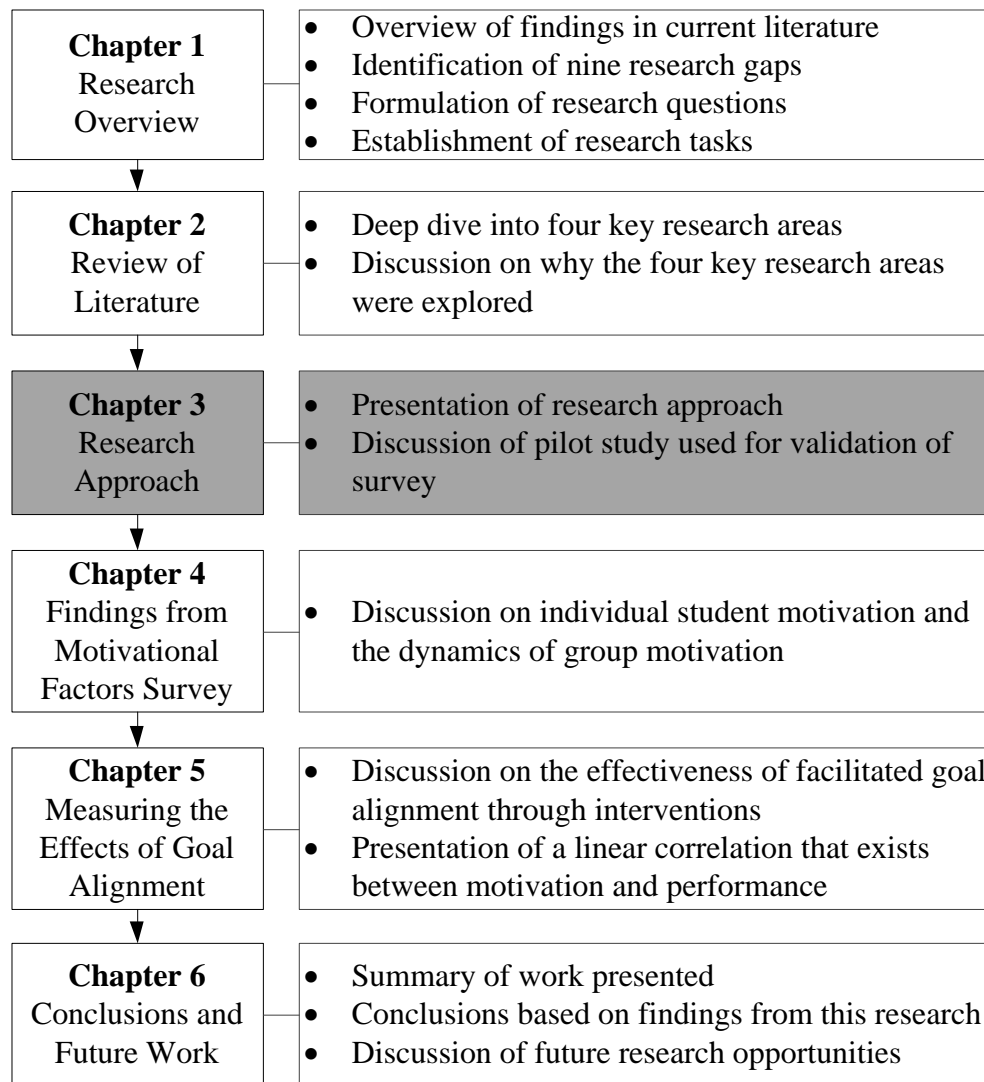 Chapter 1
Research
Overview
• Overview of findings in current literature
• Identification of nine research gaps
• Formulation of research questions
• Establishment of research tasks
Chapter 2
Review of
Literature
• Deep dive into four key research areas
• Discussion on why the four key research areas
were explored
Chapter 3
Research
Approach
• Presentation of research approach
• Discussion of pilot study used for validation of
survey
Chapter 4
Findings from
Motivational
Factors Survey
• Discussion on individual student motivation and
the dynamics of group motivation
Chapter 5
Measuring the
Effects of Goal
Alignment
• Discussion on the effectiveness of facilitated goal
alignment through interventions
• Presentation of a linear correlation that exists
between motivation and performance
Chapter 6
Conclusions and
Future Work
• Summary of work presented
• Conclusions based on findings from this research
• Discussion of future research opportunities